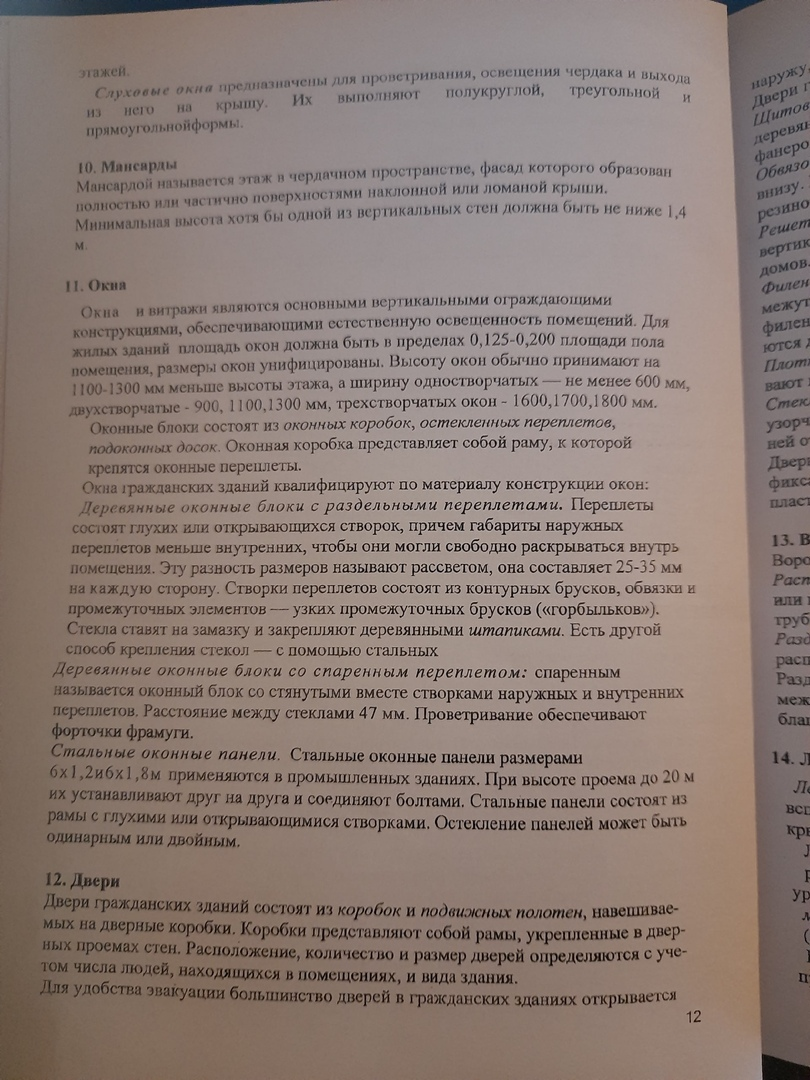 этажей.
Слуховые окна предназначены для проветривания, освещения чердака и выхода
из него на крышу. Их выполняют полукруглой, треугольной и
прямоугольнойформы.
10. Мансарды
Мансардой называется этаж в чердачном пространстве, фасад которого образован
полностью или частично поверхностями наклонной или ломаной крыши.
Минимальная высота хотя бы одной из вертикальных стен должна быть не ниже 1,4
м.
11. Окна
Окна и витражи являются основными вертикальными ограждающими
конструкциями, обеспечивающими естественную освещенность помещений. Для
жилых зданий площадь окон должна быть в пределах 0,125-0,200 площади пола
помещения, размеры окон унифицированы. Высоту окон обычно принимают на
1100-1300 мм меньше высоты этажа, а ширину одностворчатых — не менее 600 мм,
двухстворчатые - 900, 1100,1300 мм, трехстворчатых окон - 1600,1700,1800 мм.
Оконные блоки состоят из оконных коробок, остекленных переплетов,
подоконных досок. Оконная коробка представляет собой раму, к которой
крепятся оконные переплеты.
Окна гражданских зданий квалифицируют по материалу конструкции окон:
Деревянные оконные блоки с раздельными переплетами. Переплеты
состоят глухих или открывающихся створок, причем габариты наружных
переплетов меньше внутренних, чтобы они могли свободно раскрываться внутрь
помещения. Эту разность размеров называют рассветом, она составляет 25-35 мм
на каждую сторону. Створки переплетов состоят из контурных брусков, обвязки и
промежуточных элементов — узких промежуточных брусков («горбыльков»).
Стекла ставят на замазку и закрепляют деревянными штапиками. Есть другой
способ крепления стекол — с помощью стальных
Деревянные оконные блоки со спаренным переплетом: спаренным
называется оконный блок со стянутыми вместе створками наружных и внутренних
переплетов. Расстояние между стеклами 47 мм. Проветривание обеспечивают
форточки фрамуги.
Стальные оконные панели. Стальные оконные панели размерами
6х1,2и6х1,8м применяются в промышленных зданиях. При высоте проема до 20 м
их устанавливают друг на друга и соединяют болтами. Стальные панели состоят из
рамы с глухими или открывающимися створками. Остекление панелей может быть
одинарным или двойным.
12. Двери
Двери гражданских зданий состоят из коробок и подвижных полотен, навешивае-
мых на дверные коробки. Коробки представляют собой рамы, укрепленные в двер-
ных проемах стен. Расположение, количество и размер дверей определяются с уче-
том числа людей, находящихся в помещениях, и вида здания.
Для удобства эвакуации большинство дверей в гражданских зданиях открывается
12
Двери
13.
14.